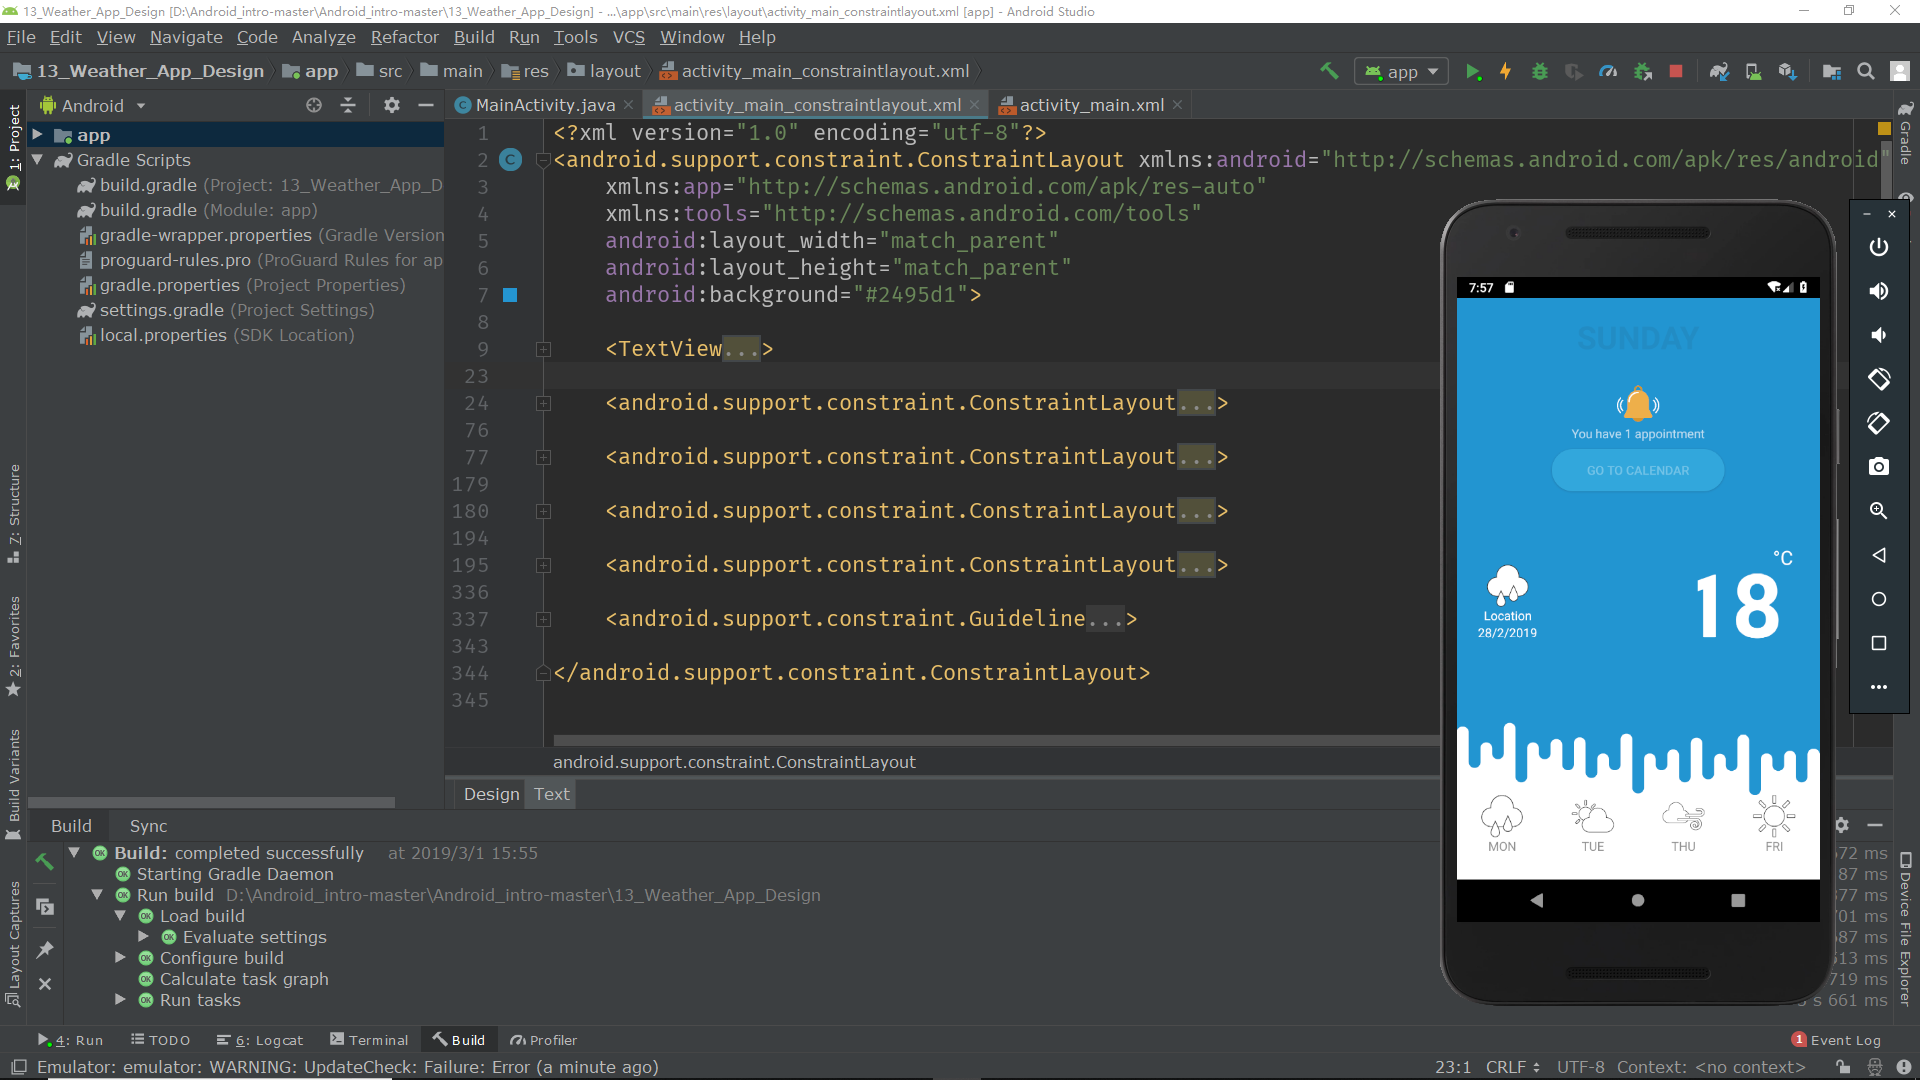 13_Weather_App_Design [D:\Android_intro-master\Android_intro-master\13_Weather_App_Design] - ...\app\src\main\res\layout\activity_main_constraintlayout.xml [app] - Android Studio
File Edit View Navigate Code Analyze Refactor Build Run Tools VCS Window Help
13_Weather_App_Design app src main res layout activity_main_constraintlayout.xml
app
1: Project
7: Structure
2: Favorites
Build Variants
Layout Captures
Android
app
Gradle Scripts
build.gradle (Project: 13_Weather_App_D
build.gradle (Module: app)
gradle-wrapper.properties (Gradle Version
proguard-rules.pro (ProGuard Rules for ap
gradle.properties (Project Properties)
settings.gradle (Project Settings)
local.properties (SDK Location)
MainActivity.java activity_main_constraintlayout.xml activity_main.xml
1 <?xml version="1.0" encoding="utf-8"?>
2 <android.support.constraint.ConstraintLayout xmlns:android="http://schemas.android.com/apk/res/android"
3 xmlns:app="http://schemas.android.com/apk/res-auto"
4 xmlns:tools="http://schemas.android.com/tools"
5 android:layout_width="match_parent"
6 android:layout_height="match_parent"
7 android:background="#2495d1">
8
9 <TextView...>
23
24 <android.support.constraint.ConstraintLayout...>
76
77 <android.support.constraint.ConstraintLayout...>
179
180 <android.support.constraint.ConstraintLayout...>
194
195 <android.support.constraint.ConstraintLayout...>
336
337 <android.support.constraint.Guideline...>
343
344 </android.support.constraint.ConstraintLayout>
345
android.support.constraint.ConstraintLayout
Design Text
7:57
SUNDAY
You have 1 appointment
GO TO CALENDAR
°C
18
Location
28/2/2019
MON TUE THU FRI
Gradle
Device File Explorer
Build Sync
Build: completed successfully at 2019/3/1 15:55
Starting Gradle Daemon
Run build D:\Android_intro-master\Android_intro-master\13_Weather_App_Design
Load build
Evaluate settings
Configure build
Calculate task graph
Run tasks
72 ms
87 ms
377 ms
701 ms
587 ms
513 ms
719 ms
s 661 ms
4: Run TODO 6: Logcat Terminal Build Profiler
1 Event Log
Emulator: emulator: WARNING: UpdateCheck: Failure: Error (a minute ago)
23:1 CRLF UTF-8 Context: <no context>